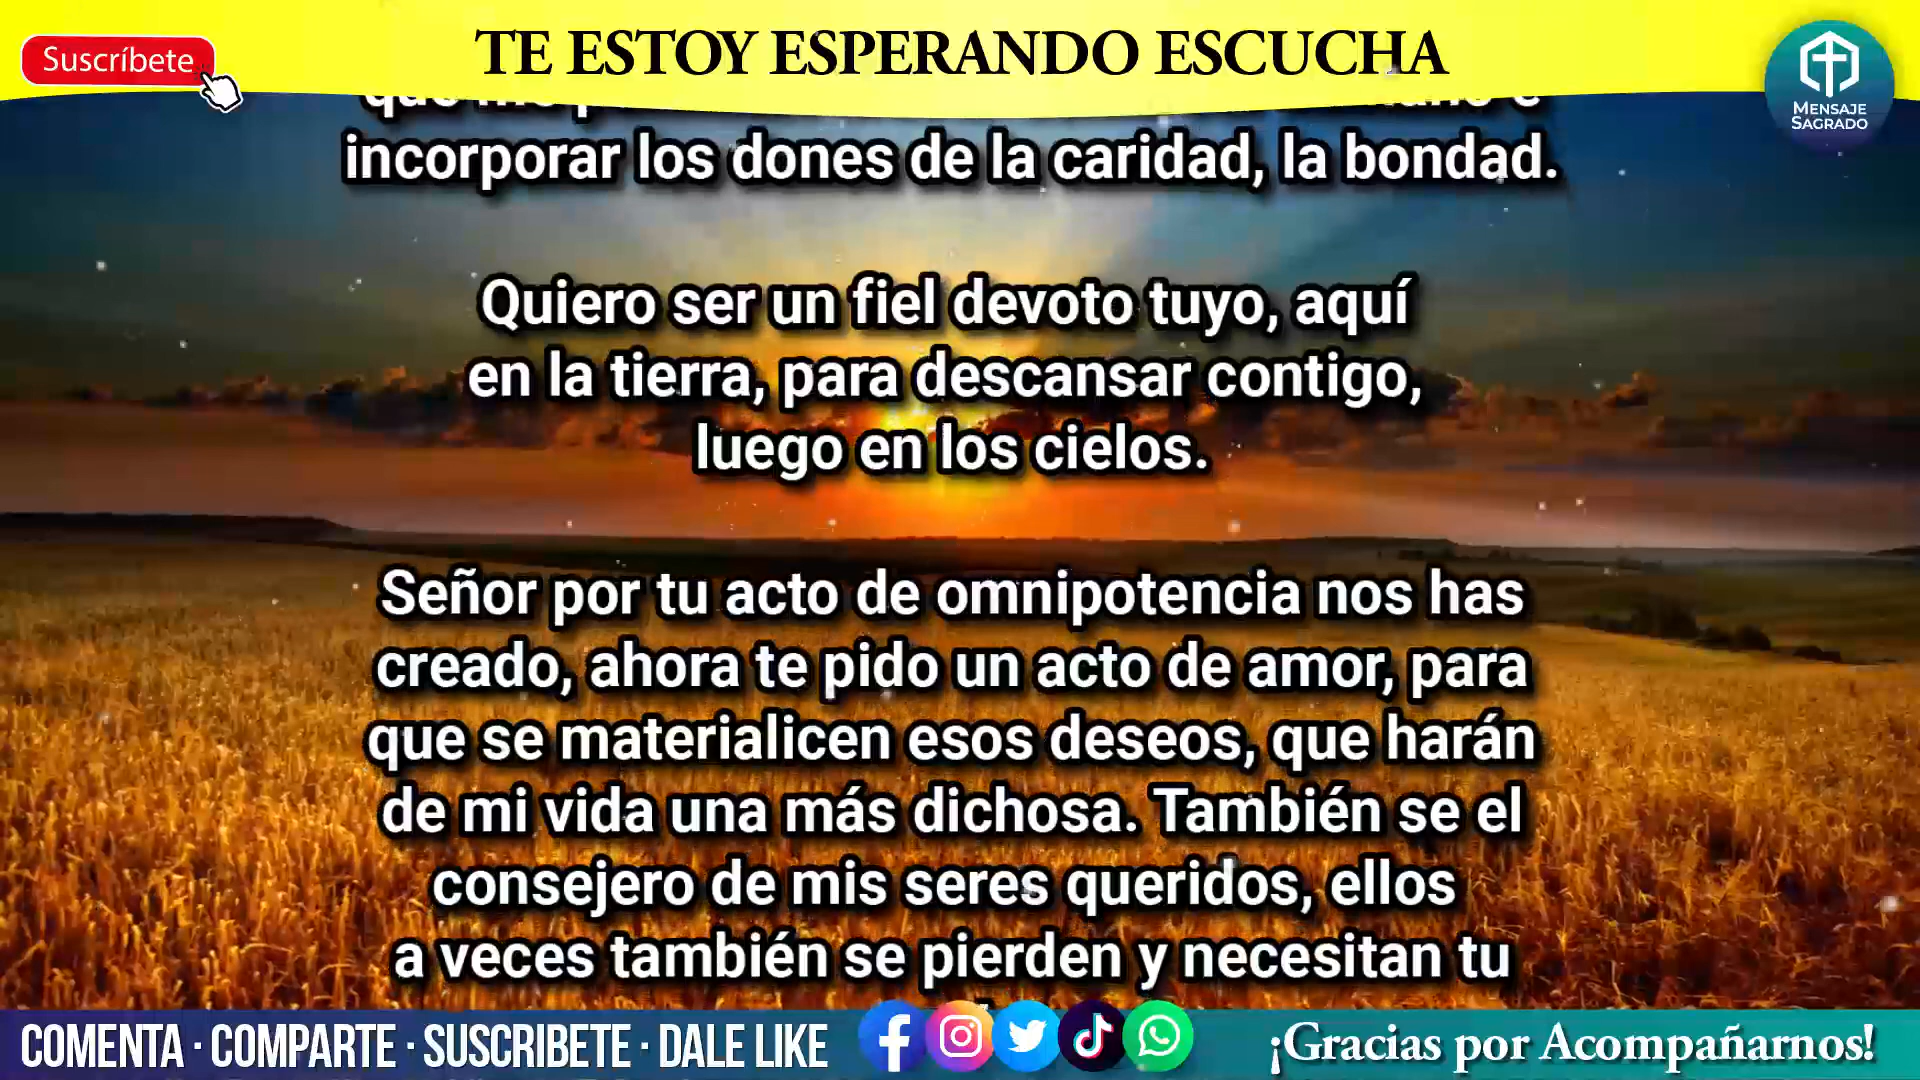 Suscríbete
TE ESTOY ESPERANDO ESCUCHA
MENSAJE
SAGRADO
incorporar los dones de la caridad, la bondad.
Quiero ser un fiel devoto tuyo, aquí
en la tierra, para descansar contigo,
luego en los cielos.
Señor por tu acto de omnipotencia nos has
creado, ahora te pido un acto de amor, para
que se materialicen esos deseos, que harán
de mi vida una más dichosa. También se el
consejero de mis seres queridos, ellos
a veces también se pierden y necesitan tu
COMENTA · COMPARTE · SUSCRIBETE · DALE LIKE
¡Gracias por Acompañarnos!